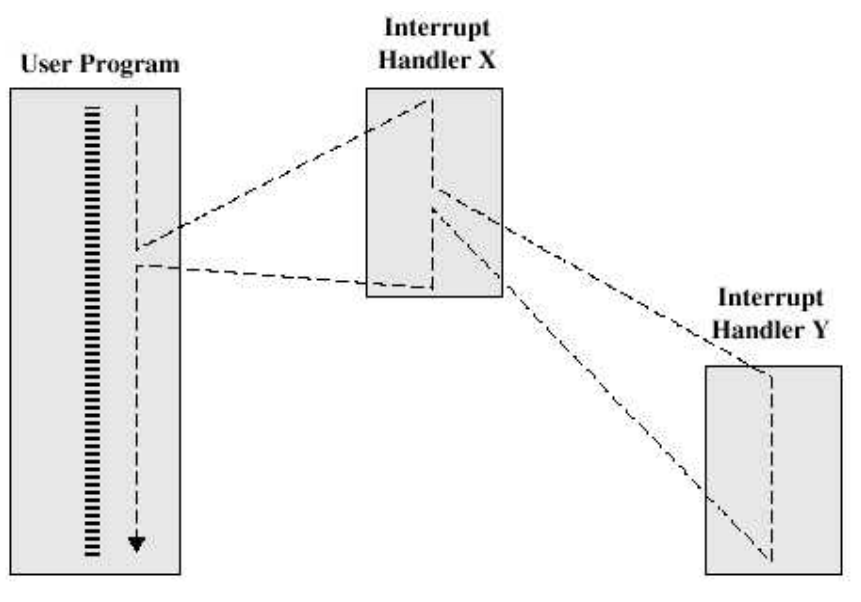 User Program
Interrupt
Handler X
Interrupt
Handler Y